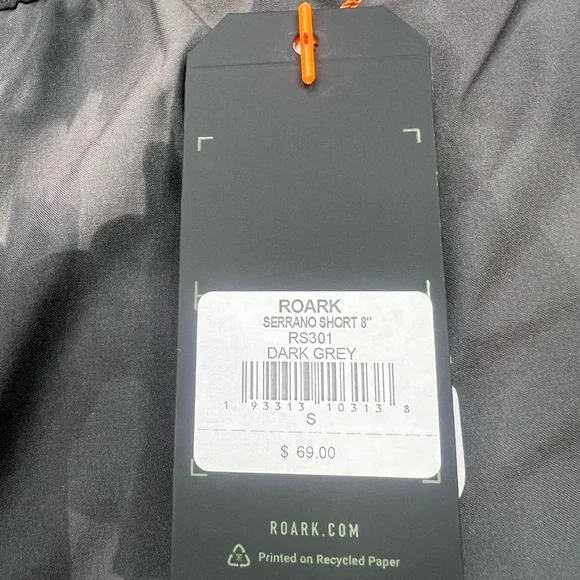 ROARK
SERRANO SHORT 8"
RS301
DARK GREY
1 93313 10313 8
S
$ 69.00
ROARK.COM
Printed on Recycled Paper